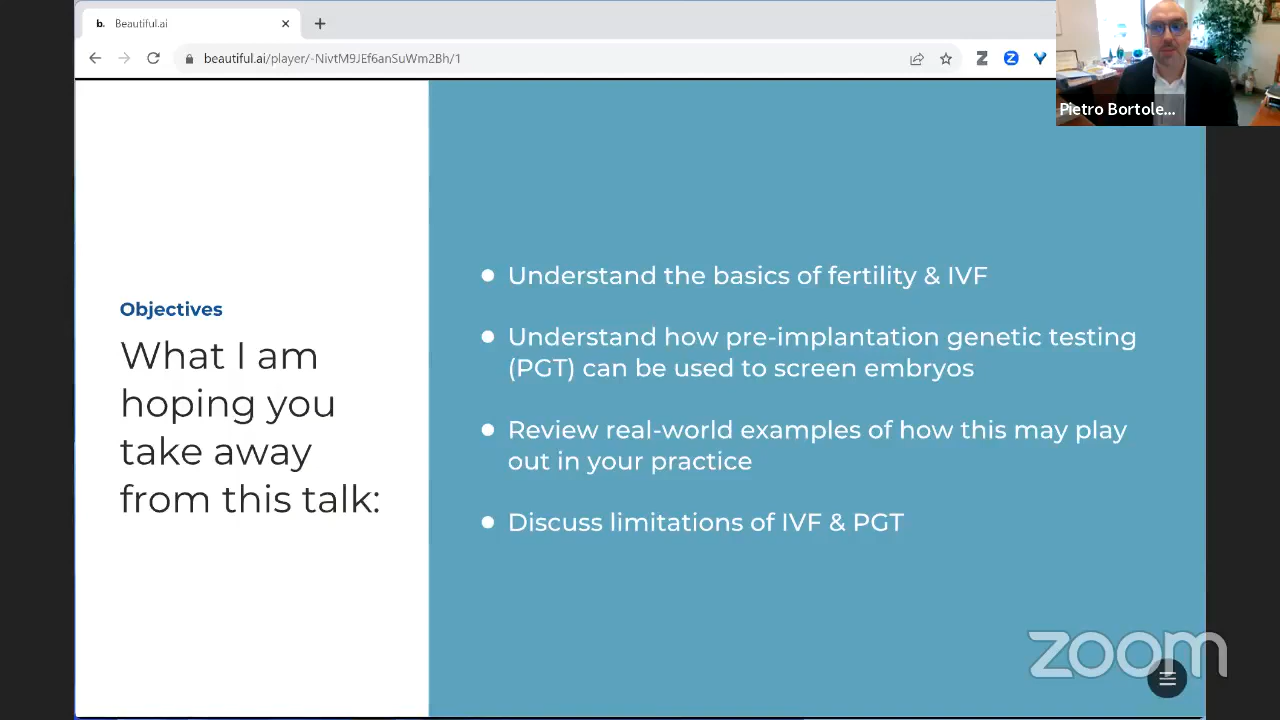 b. Beautiful.ai
beautiful.ai/player/-NivtM9JEf6anSuWm2Bh/1
Pietro Bortole...
Objectives
What I am
hoping you
take away
from this talk:
Understand the basics of fertility & IVF
Understand how pre-implantation genetic testing
(PGT) can be used to screen embryos
Review real-world examples of how this may play
out in your practice
Discuss limitations of IVF & PGT
zoom